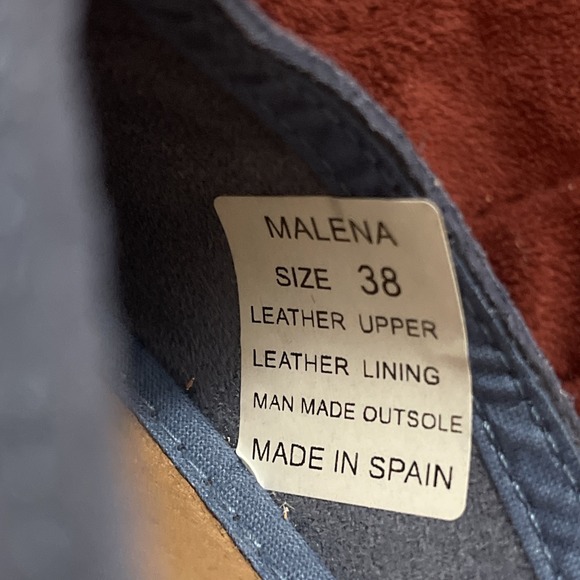 MALENA
SIZE 38
LEATHER UPPER
LEATHER LINING
MAN MADE OUTSOLE
MADE IN SPAIN